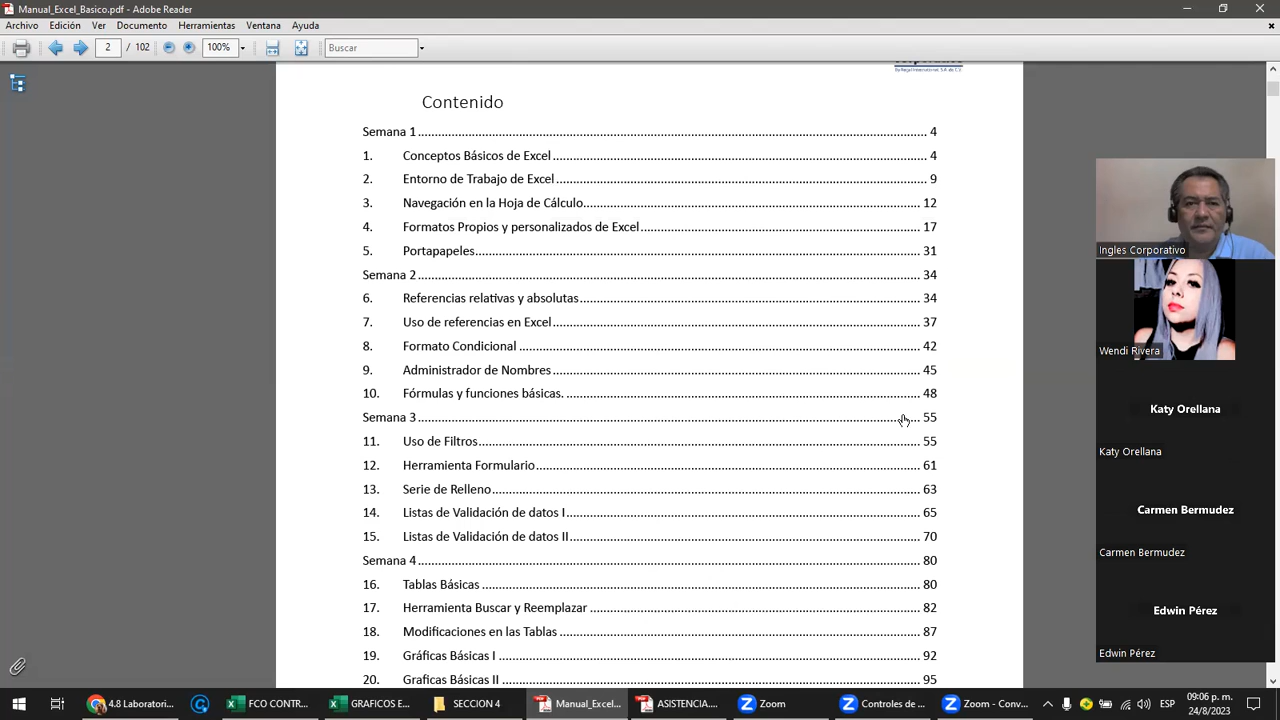 Manual_Excel_Basico.pdf - Adobe Reader
Archivo Editar Ver Documento Herramientas Ventana Ayuda
2 / 102 100% Buscar
Contenido
Semana 1 4
1. Conceptos Básicos de Excel 4
2. Entorno de Trabajo de Excel 9
3. Navegación en la Hoja de Cálculo 12
4. Formatos Propios y personalizados de Excel 17
5. Portapapeles 31
Semana 2 34
6. Referencias relativas y absolutas 34
7. Uso de referencias en Excel 37
8. Formato Condicional 42
9. Administrador de Nombres 45
10. Fórmulas y funciones básicas. 48
Semana 3 55
11. Uso de Filtros 55
12. Herramienta Formulario 61
13. Serie de Relleno 63
14. Listas de Validación de datos I 65
15. Listas de Validación de datos II 70
Semana 4 80
16. Tablas Básicas 80
17. Herramienta Buscar y Reemplazar 82
18. Modificaciones en las Tablas 87
19. Gráficas Básicas I 92
20. Graficas Básicas II 95
Ingles Corporativo
Wendi Rivera
Katy Orellana
Katy Orellana
Carmen Bermudez
Carmen Bermudez
Edwin Pérez
Edwin Pérez
4.8 Laboratori... FCO CONTR... GRAFICOS E... SECCION 4 Manual_Exce... ASISTENCIA.... Zoom Controles de ... Zoom - Conv... ESP
09:06 p. m.
24/8/2023